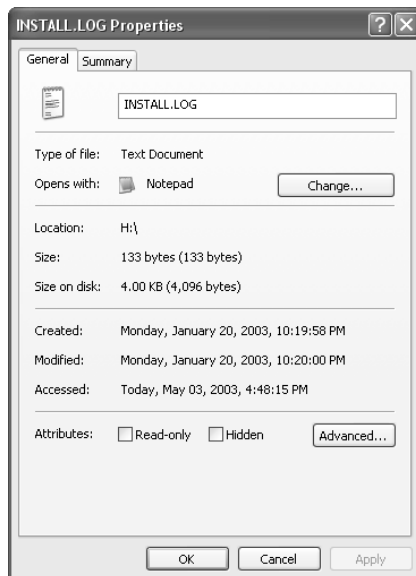 INSTALL.LOG Properties
General Summary
INSTALL.LOG
Type of file: Text Document
Opens with: Notepad Change...
Location: H:\
Size: 133 bytes (133 bytes)
Size on disk: 4.00 KB (4,096 bytes)
Created: Monday, January 20, 2003, 10:19:58 PM
Modified: Monday, January 20, 2003, 10:20:00 PM
Accessed: Today, May 03, 2003, 4:48:15 PM
Attributes: Read-only Hidden Advanced...
OK Cancel Apply